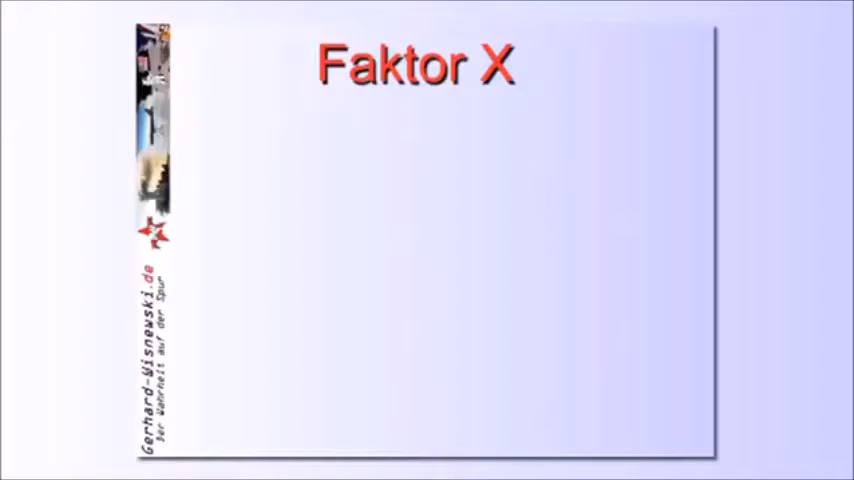 Faktor X
Gerhard-Wisnewski.de
Der Wahrheit auf der Spur